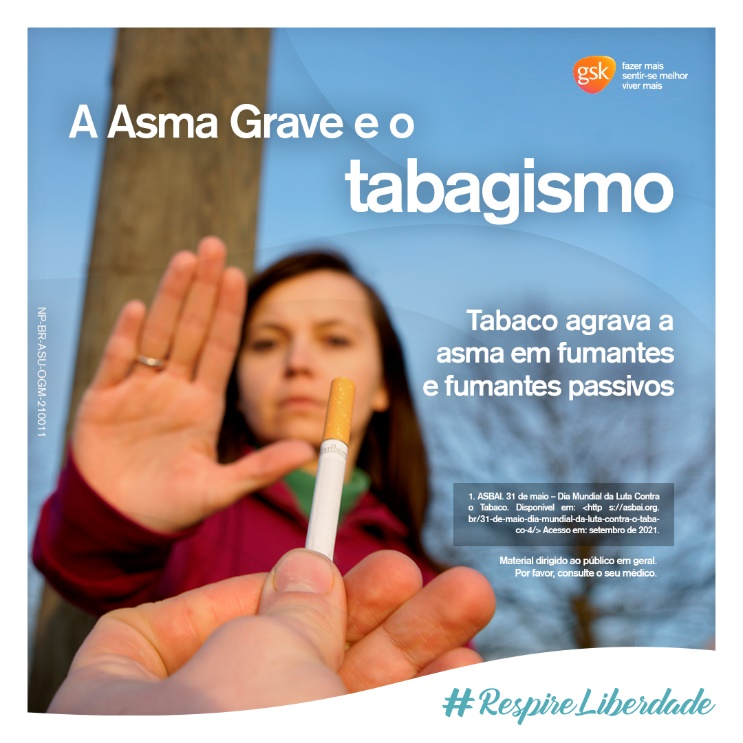 gsk
fazer mais
sentir-se melhor
viver mais
A Asma Grave e o
tabagismo
Tabaco agrava a
asma em fumantes
e fumantes passivos
NP-BR-ASU-OGM-210011
Marlboro
1. ASBAI. 31 de maio – Dia Mundial da Luta Contra
o Tabaco. Disponível em: <http s://asbai.org.
br/31-de-maio-dia-mundial-da-luta-contra-o-taba-
co-4/> Acesso em: setembro de 2021.
Material dirigido ao público em geral.
Por favor, consulte o seu médico.
#RespireLiberdade